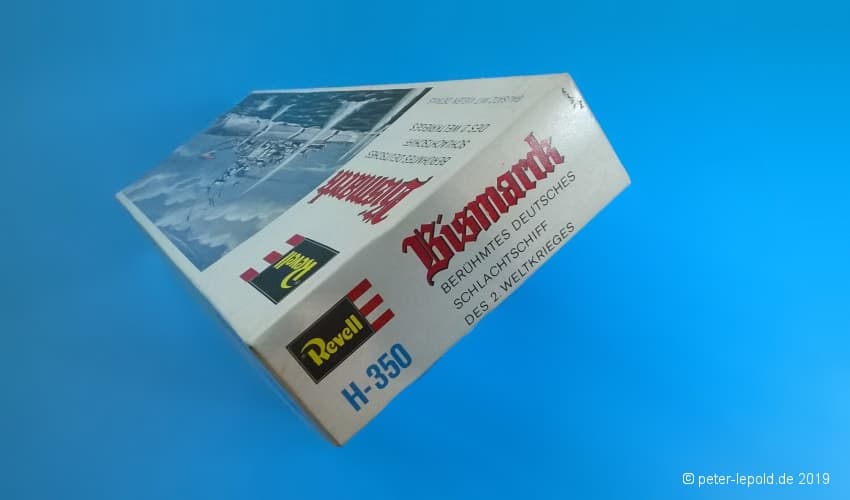 Bismarck
BERÜHMTES DEUTSCHES
SCHLACHTSCHIFF
DES 2. WELTKRIEGES
Revell
H-350
Bismarck
BERÜHMTES DEUTSCHES
SCHLACHTSCHIFF
DES 2. WELTKRIEGES
Revell
© peter-lepold.de 2019